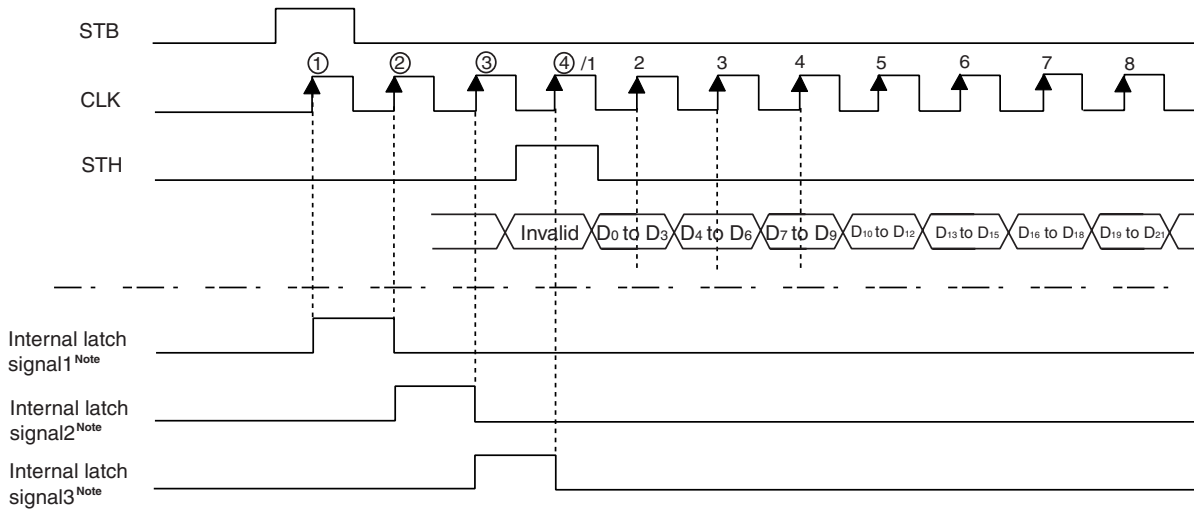 STB
① ② ③ ④ /1 2 3 4 5 6 7 8
CLK
STH
Invalid D0 to D3 D4 to D6 D7 to D9 D10 to D12 D13 to D15 D16 to D18 D19 to D21
Internal latch
signal1Note
Internal latch
signal2Note
Internal latch
signal3Note